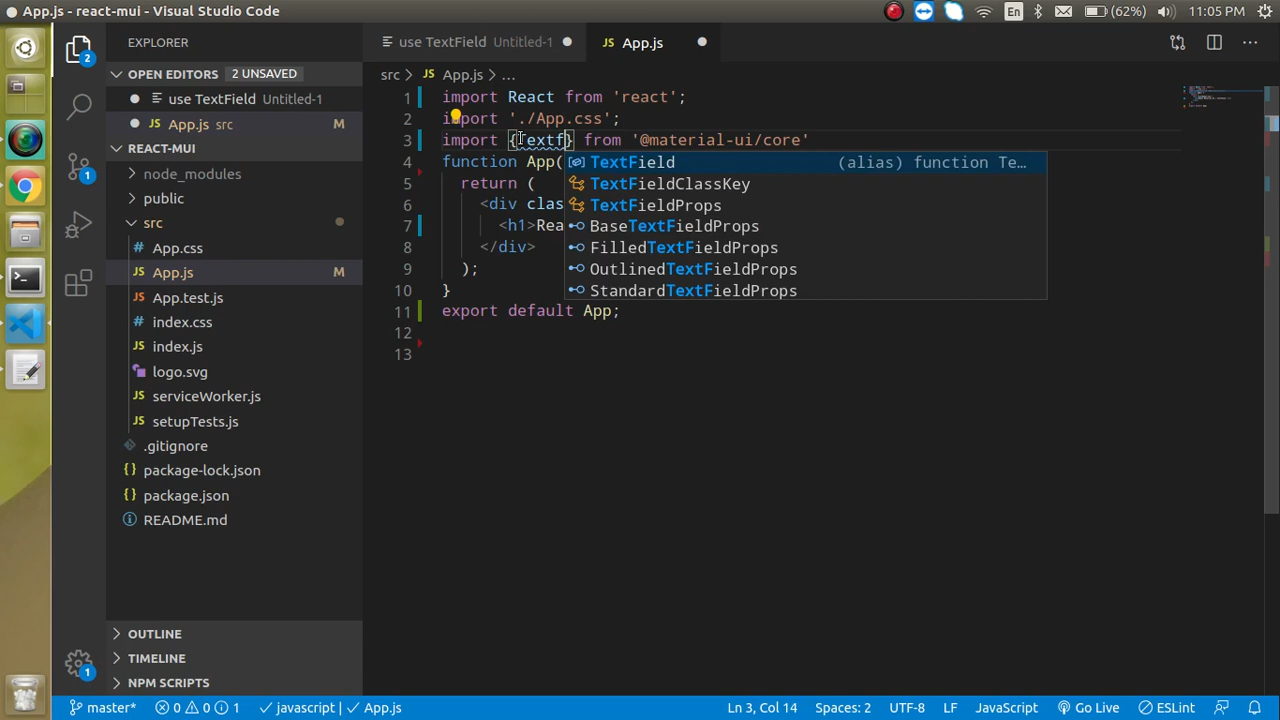 App.js - react-mui - Visual Studio Code
En
(62%)
11:05 PM
EXPLORER
use TextField Untitled-1
App.js
OPEN EDITORS 2 UNSAVED
use TextField Untitled-1
App.js src
REACT-MUI
node_modules
public
src
App.css
App.js M
App.test.js
index.css
index.js
logo.svg
serviceWorker.js
setupTests.js
.gitignore
package-lock.json
package.json
README.md
OUTLINE
TIMELINE
NPM SCRIPTS
2
1
1
src > JS App.js > ...
1 import React from 'react';
2 import './App.css';
3 import {Textf} from '@material-ui/core'
4 function App(
5 return (
6 <div clas
7 <h1>Rea
8 </div>
9 );
10 }
11 export default App;
12
13
TextField (alias) function Te...
TextFieldClassKey
TextFieldProps
BaseTextFieldProps
FilledTextFieldProps
OutlinedTextFieldProps
StandardTextFieldProps
master* 0 0 1 javascript | App.js Ln 3, Col 14 Spaces: 2 UTF-8 LF JavaScript Go Live ESLint